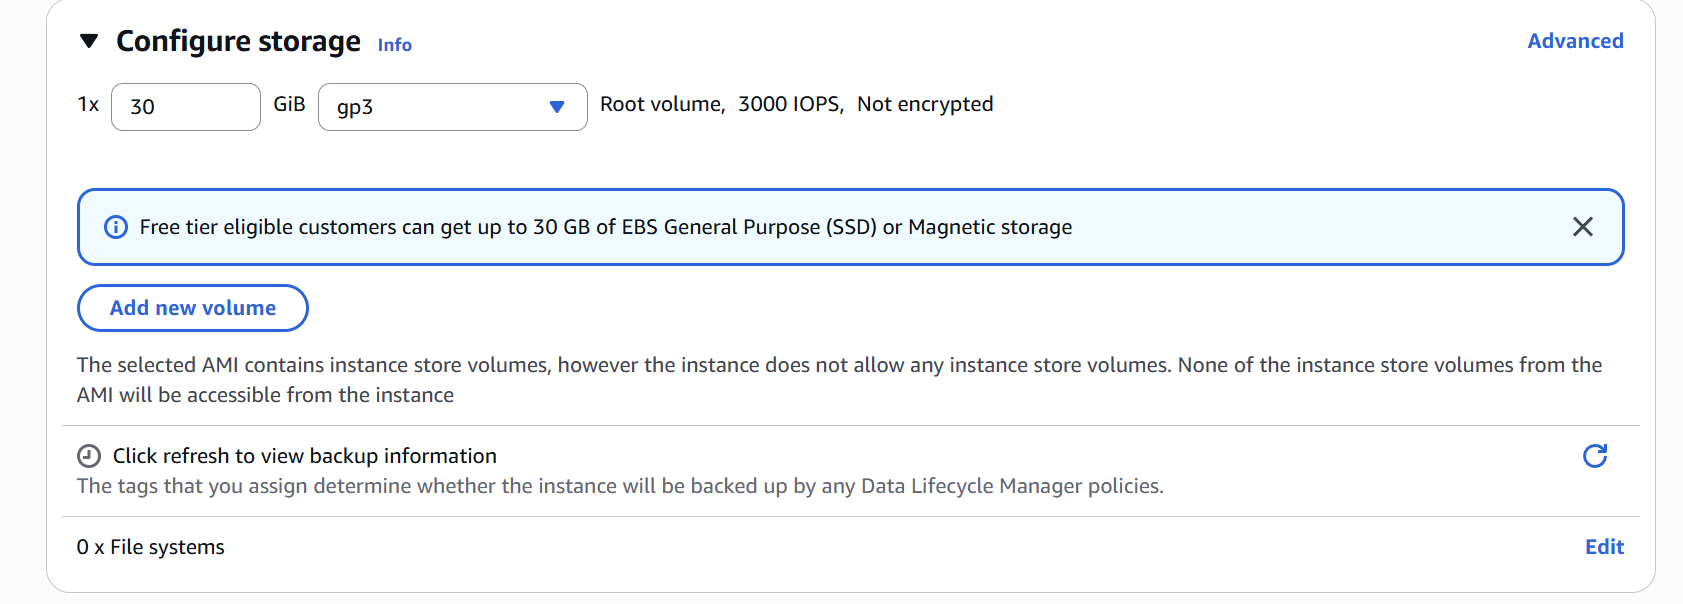 Configure storage Info Advanced
1x 30 GiB gp3 Root volume, 3000 IOPS, Not encrypted
Free tier eligible customers can get up to 30 GB of EBS General Purpose (SSD) or Magnetic storage
Add new volume
The selected AMI contains instance store volumes, however the instance does not allow any instance store volumes. None of the instance store volumes from the
AMI will be accessible from the instance
Click refresh to view backup information
The tags that you assign determine whether the instance will be backed up by any Data Lifecycle Manager policies.
0 x File systems Edit